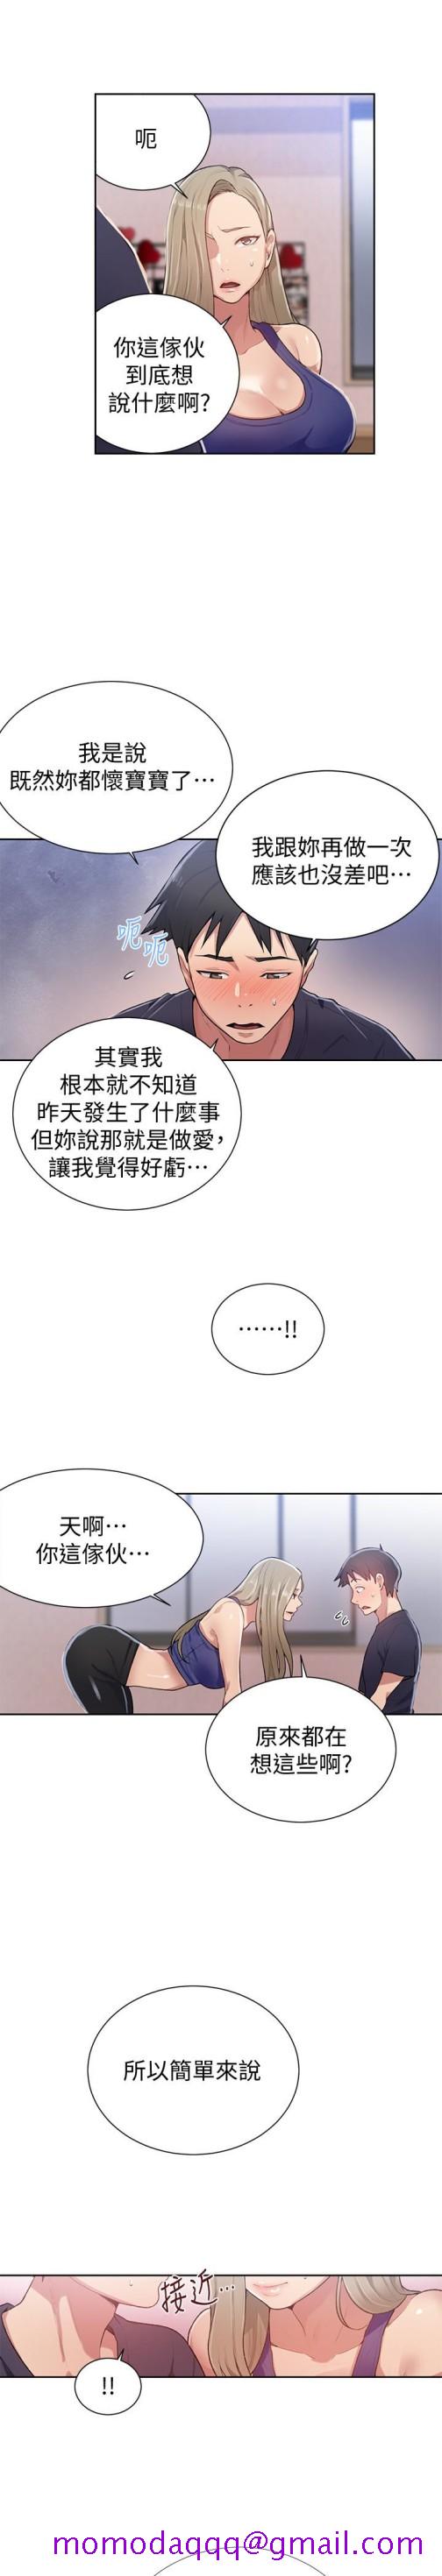 呃
你這傢伙
到底想
說什麼啊?
我是說
既然妳都懷寶寶了⋯
我跟妳再做一次
應該也沒差吧⋯
呃
呃
其實我
根本就不知道
昨天發生了什麼事
但妳說那就是做愛,
讓我覺得好虧⋯
⋯⋯!!
天啊⋯
你這傢伙⋯
原來都在
想這些啊?
所以簡單來說
接近⋯
!!
momodaqqq@gmail.com